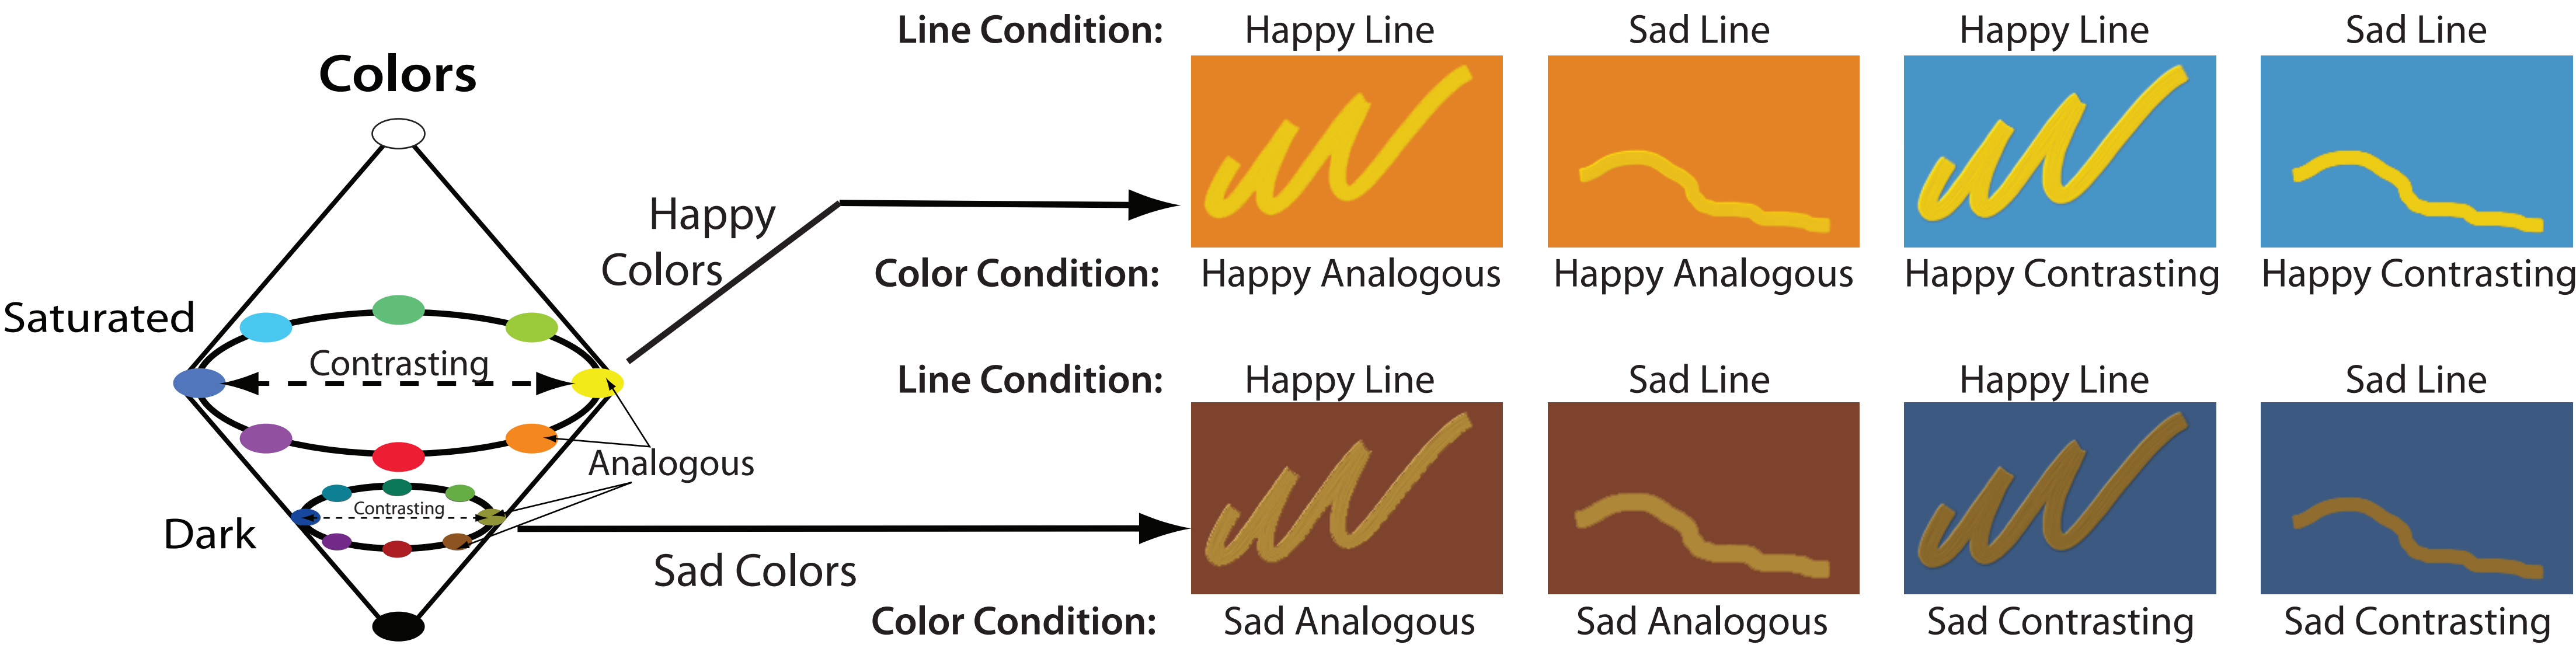 Colors
Saturated
Contrasting
Analogous
Contrasting
Dark
Happy
Colors
Sad Colors
Line Condition: Happy Line Sad Line Happy Line Sad Line
Color Condition: Happy Analogous Happy Analogous Happy Contrasting Happy Contrasting
Line Condition: Happy Line Sad Line Happy Line Sad Line
Color Condition: Sad Analogous Sad Analogous Sad Contrasting Sad Contrasting